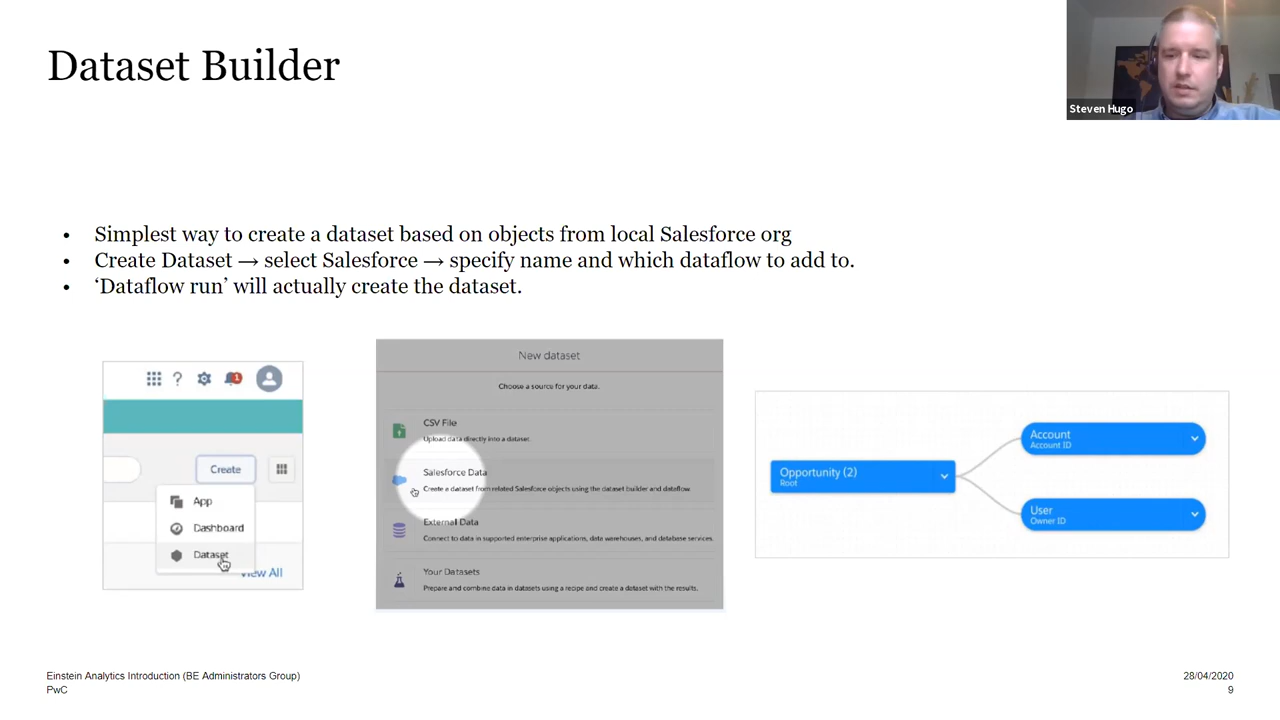 Dataset Builder
Steven Hugo
• Simplest way to create a dataset based on objects from local Salesforce org
• Create Dataset → select Salesforce → specify name and which dataflow to add to.
• ‘Dataflow run’ will actually create the dataset.
?
1
Create
App
Dashboard
Dataset
View All
New dataset
Choose a source for your data.
CSV File
Upload data directly into a dataset.
Salesforce Data
Create a dataset from related Salesforce objects using the dataset builder and dataflow.
External Data
Connect to data in supported enterprise applications, data warehouses, and database services.
Your Datasets
Prepare and combine data in datasets using a recipe and create a dataset with the results.
Opportunity (2)
Root
Account
Account ID
User
Owner ID
Einstein Analytics Introduction (BE Administrators Group)
PwC
28/04/2020
9